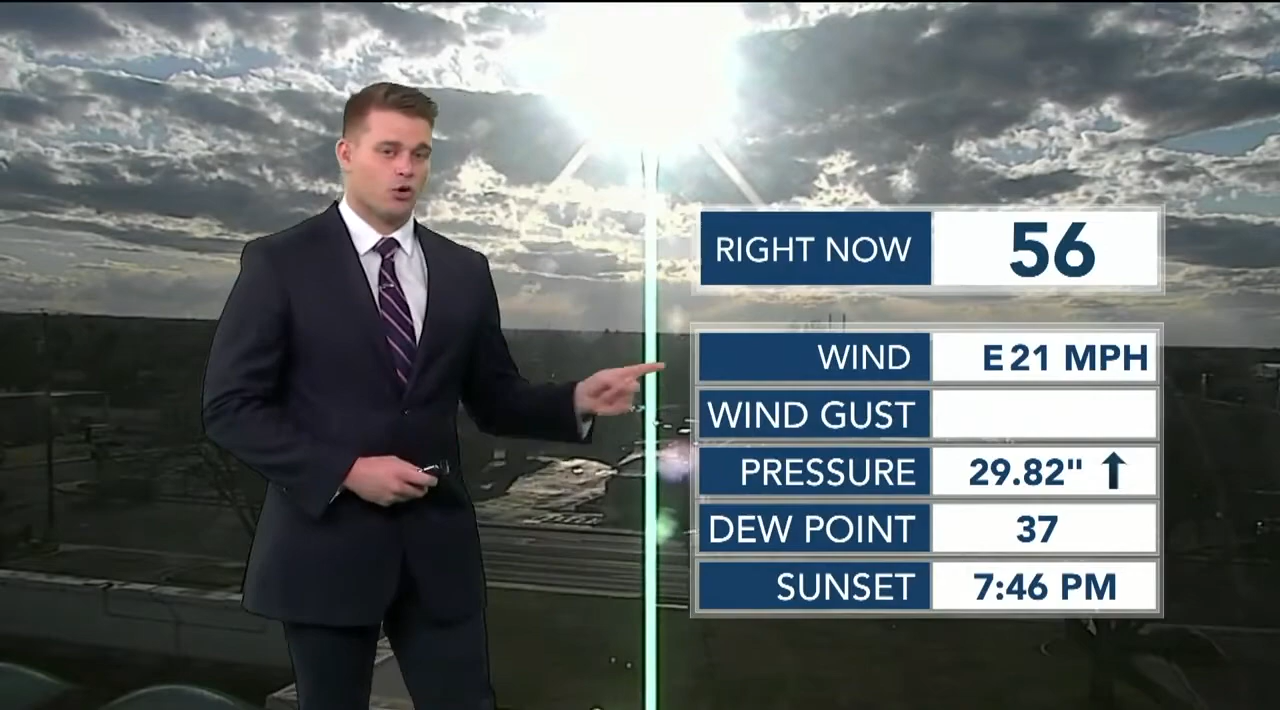 RIGHT NOW 56
WIND E 21 MPH
WIND GUST
PRESSURE 29.82" ↑
DEW POINT 37
SUNSET 7:46 PM